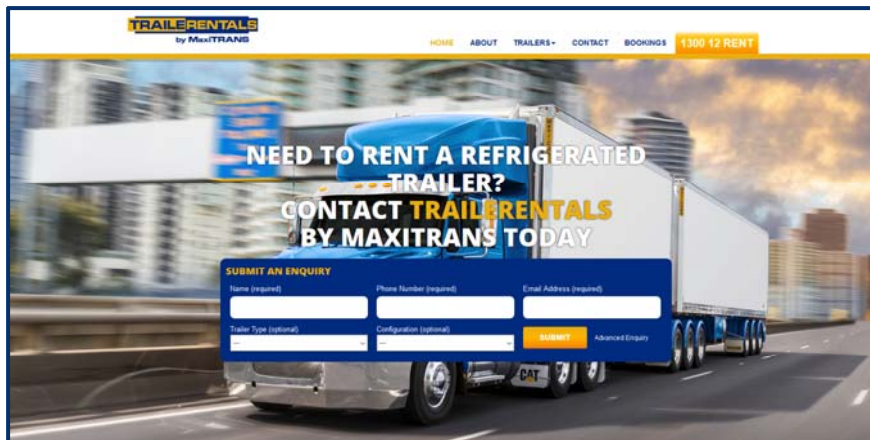 TRAILERENTALS
by MaxiTRANS
HOME ABOUT TRAILERS CONTACT BOOKINGS 1300 12 RENT
NEED TO RENT A REFRIGERATED
TRAILER?
CONTACT TRAILERENTALS
BY MAXITRANS TODAY
SUBMIT AN ENQUIRY
Name (required) Phone Number (required) Email Address (required)
Trailer Type (optional) Configuration (optional)
--- --- SUBMIT Advanced Enquiry
CAT